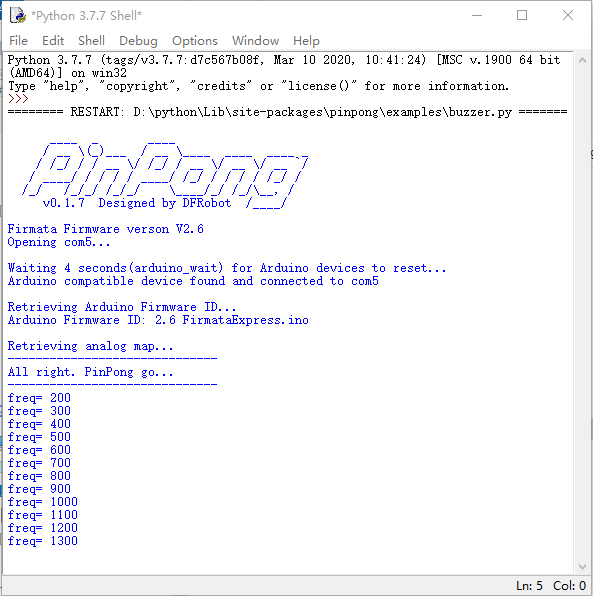 *Python 3.7.7 Shell*
File Edit Shell Debug Options Window Help
Python 3.7.7 (tags/v3.7.7:d7c567b08f, Mar 10 2020, 10:41:24) [MSC v.1900 64 bit
(AMD64)] on win32
Type "help", "copyright", "credits" or "license()" for more information.
>>>
======== RESTART: D:\python\Lib\site-packages\pinpong\examples\buzzer.py =======
PinPong
v0.1.7 Designed by DFRobot
Firmata Firmware verson V2.6
Opening com5...
Waiting 4 seconds(arduino_wait) for Arduino devices to reset...
Arduino compatible device found and connected to com5
Retrieving Arduino Firmware ID...
Arduino Firmware ID: 2.6 FirmataExpress.ino
Retrieving analog map...
------------------------------
All right. PinPong go...
------------------------------
freq= 200
freq= 300
freq= 400
freq= 500
freq= 600
freq= 700
freq= 800
freq= 900
freq= 1000
freq= 1100
freq= 1200
freq= 1300
Ln: 5 Col: 0